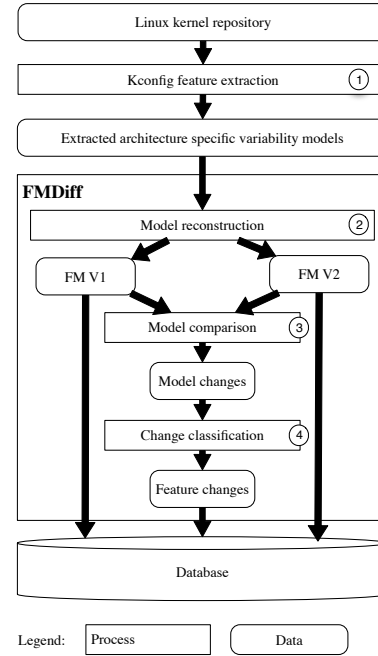 Linux kernel repository
Kconfig feature extraction 1
Extracted architecture specific variability models
FMDiff
Model reconstruction 2
FM V1
FM V2
Model comparison 3
Model changes
Change classification 4
Feature changes
Database
Legend: Process Data